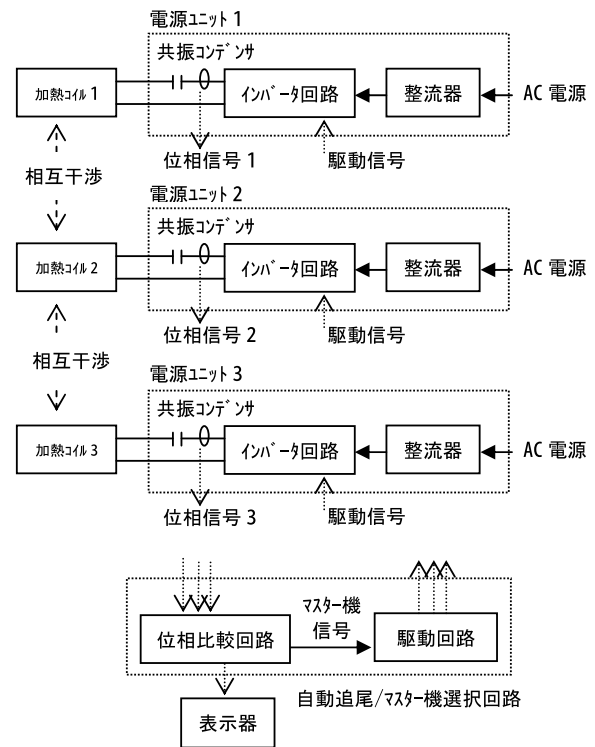 電源ユニット1
共振コンデンサ
加熱コイル1
インバータ回路
整流器
AC 電源
位相信号 1
駆動信号
相互干渉
電源ユニット 2
共振コンデンサ
加熱コイル 2
インバータ回路
整流器
AC 電源
位相信号 2
駆動信号
相互干渉
電源ユニット 3
共振コンデンサ
加熱コイル 3
インバータ回路
整流器
AC 電源
位相信号 3
駆動信号
位相比較回路
マスター機
信号
駆動回路
自動追尾/マスター機選択回路
表示器